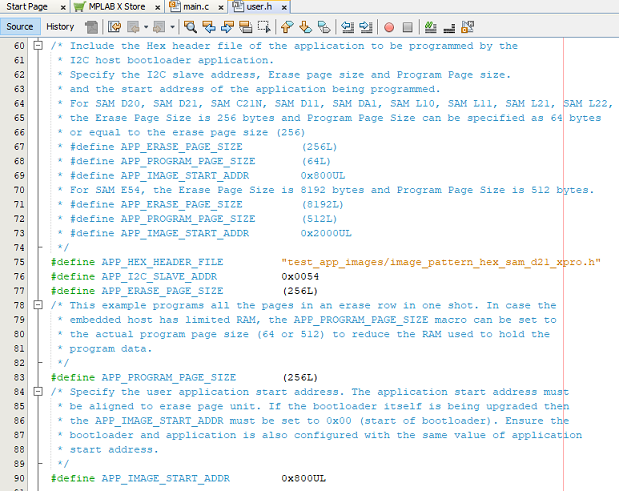 Start Page x MPLAB X Store x main.c x user.h x
Source History
60 /* Include the Hex header file of the application to be programmed by the
61 * I2C host bootloader application.
62 * Specify the I2C slave address, Erase page size and Program Page size.
63 * and the start address of the application being programmed.
64 * For SAM D20, SAM D21, SAM C21N, SAM D11, SAM DA1, SAM L10, SAM L11, SAM L21, SAM L22,
65 * the Erase Page Size is 256 bytes and Program Page Size can be specified as 64 bytes
66 * or equal to the erase page size (256)
67 * #define APP_ERASE_PAGE_SIZE (256L)
68 * #define APP_PROGRAM_PAGE_SIZE (64L)
69 * #define APP_IMAGE_START_ADDR 0x800UL
70 * For SAM E54, the Erase Page Size is 8192 bytes and Program Page Size is 512 bytes.
71 * #define APP_ERASE_PAGE_SIZE (8192L)
72 * #define APP_PROGRAM_PAGE_SIZE (512L)
73 * #define APP_IMAGE_START_ADDR 0x2000UL
74 */
75 #define APP_HEX_HEADER_FILE "test_app_images/image_pattern_hex_sam_d21_xpro.h"
76 #define APP_I2C_SLAVE_ADDR 0x0054
77 #define APP_ERASE_PAGE_SIZE (256L)
78 /* This example programs all the pages in an erase row in one shot. In case the
79 * embedded host has limited RAM, the APP_PROGRAM_PAGE_SIZE macro can be set to
80 * the actual program page size (64 or 512) to reduce the RAM used to hold the
81 * program data.
82 */
83 #define APP_PROGRAM_PAGE_SIZE (256L)
84 /* Specify the user application start address. The application start address must
85 * be aligned to erase page unit. If the bootloader itself is being upgraded then
86 * the APP_IMAGE_START_ADDR must be set to 0x00 (start of bootloader). Ensure the
87 * bootloader and application is also configured with the same value of application
88 * start address.
89 */
90 #define APP_IMAGE_START_ADDR 0x800UL